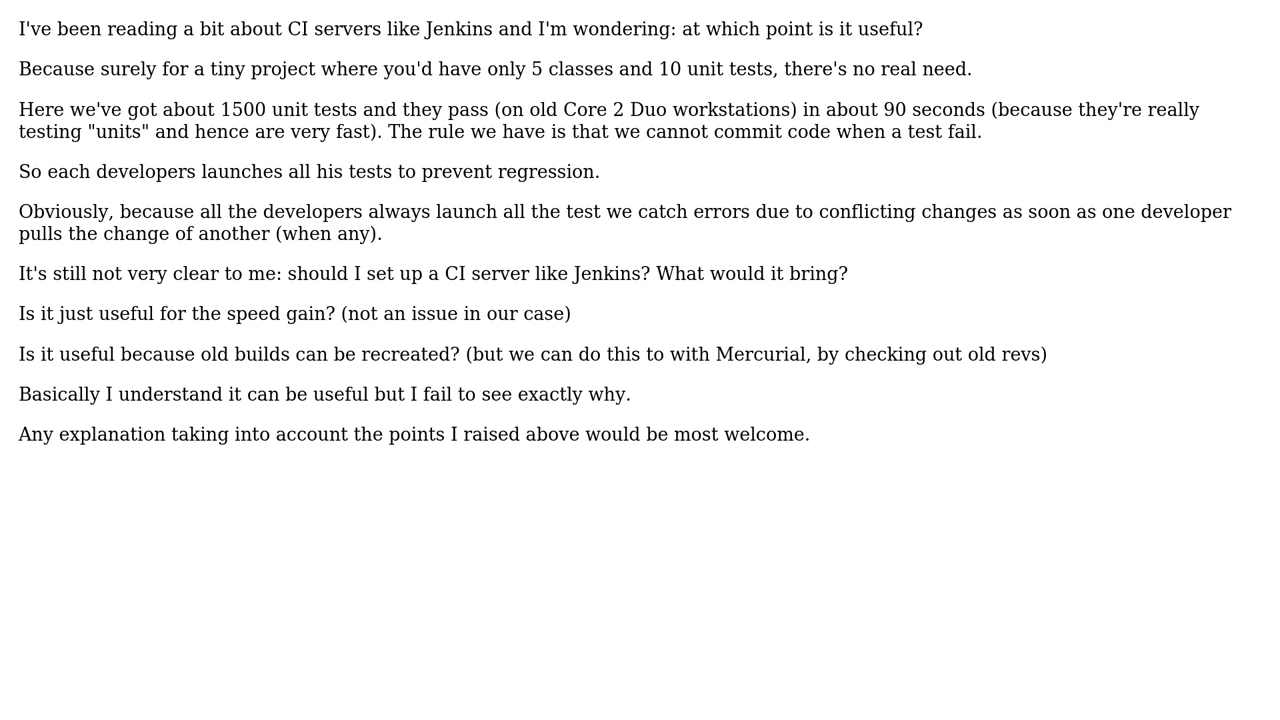 I've been reading a bit about CI servers like Jenkins and I'm wondering: at which point is it useful?
Because surely for a tiny project where you'd have only 5 classes and 10 unit tests, there's no real need.
Here we've got about 1500 unit tests and they pass (on old Core 2 Duo workstations) in about 90 seconds (because they're really
testing "units" and hence are very fast). The rule we have is that we cannot commit code when a test fail.
So each developers launches all his tests to prevent regression.
Obviously, because all the developers always launch all the test we catch errors due to conflicting changes as soon as one developer
pulls the change of another (when any).
It's still not very clear to me: should I set up a CI server like Jenkins? What would it bring?
Is it just useful for the speed gain? (not an issue in our case)
Is it useful because old builds can be recreated? (but we can do this to with Mercurial, by checking out old revs)
Basically I understand it can be useful but I fail to see exactly why.
Any explanation taking into account the points I raised above would be most welcome.